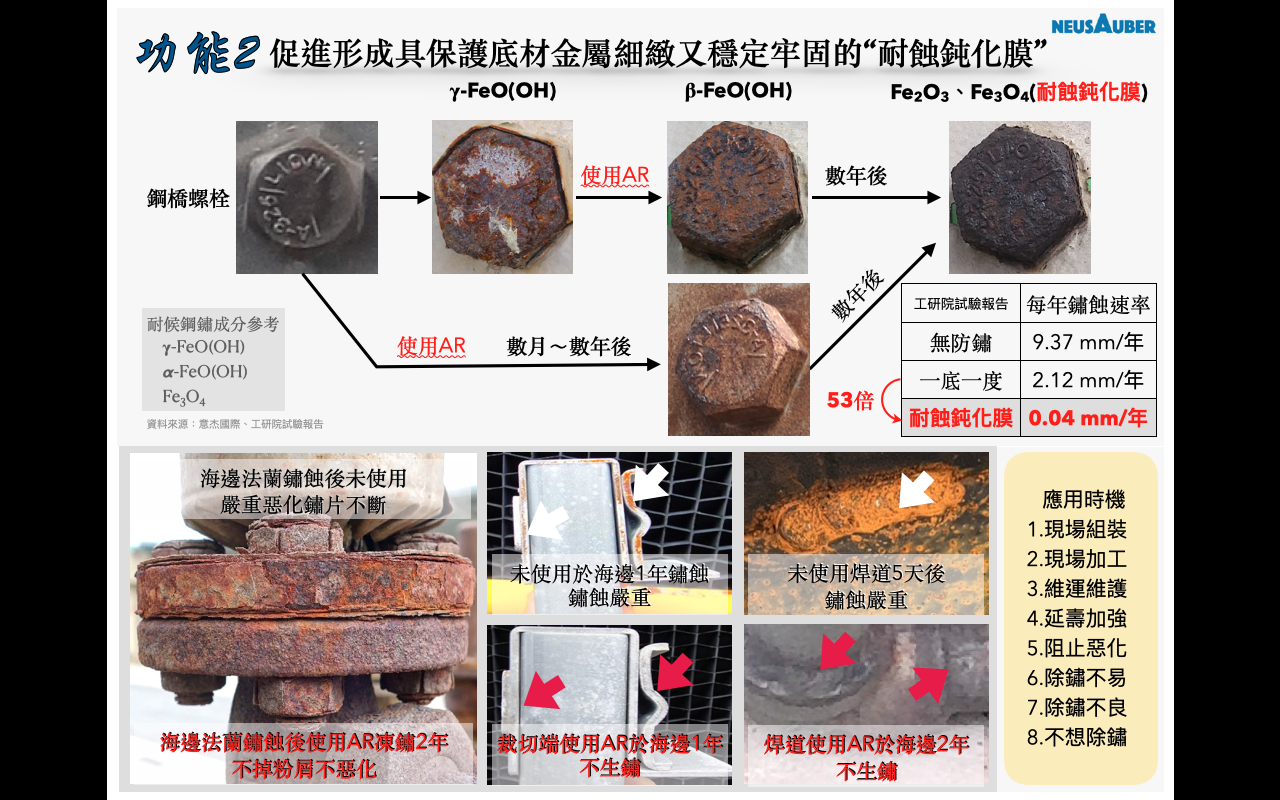 NEUSAUBER
功能2 促進形成具保護底材金屬細緻又穩定牢固的“耐蝕鈍化膜”
γ-FeO(OH)
β-FeO(OH)
Fe₂O₃、Fe₃O₄(耐蝕鈍化膜)
鋼橋螺栓
使用AR
數年後
數年後
使用AR
數月～數年後
耐候鋼鏽成分參考
γ-FeO(OH)
α-FeO(OH)
Fe₃O₄
資料來源：意杰國際、工研院試驗報告
工研院試驗報告 每年鏽蝕速率
無防鏽 9.37 mm/年
一底一度 2.12 mm/年
耐蝕鈍化膜 0.04 mm/年
53倍
海邊法蘭鏽蝕後未使用
嚴重惡化鏽片不斷
海邊法蘭鏽蝕後使用AR凍鏽2年
不掉粉屑不惡化
未使用於海邊1年鏽蝕
鏽蝕嚴重
裁切端使用AR於海邊1年
不生鏽
未使用焊道5天後
鏽蝕嚴重
焊道使用AR於海邊2年
不生鏽
應用時機
1.現場組裝
2.現場加工
3.維運維護
4.延壽加強
5.阻止惡化
6.除鏽不易
7.除鏽不良
8.不想除鏽